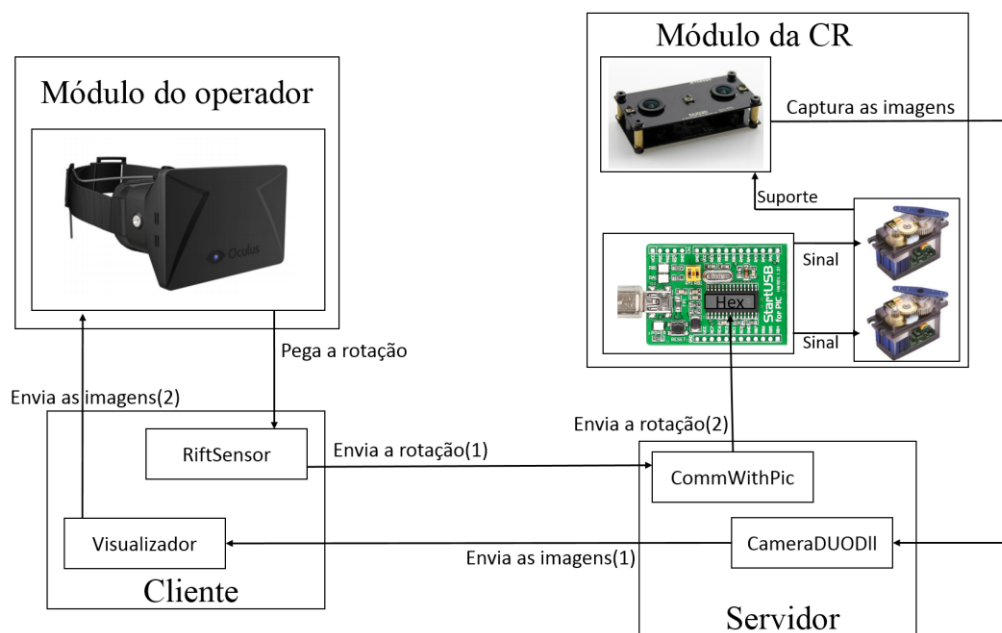 Módulo do operador
Oculus
Pega a rotação
Envia as imagens(2)
RiftSensor
Visualizador
Cliente
Envia a rotação(1)
Envia as imagens(1)
Módulo da CR
Captura as imagens
Suporte
Sinal
Sinal
Hex
StartUSB
for PIC
RESET
Envia a rotação(2)
CommWithPic
CameraDUODll
Servidor